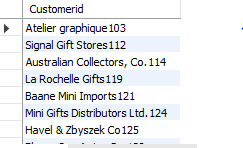 Customerid
Atelier graphique103
Signal Gift Stores112
Australian Collectors, Co.114
La Rochelle Gifts119
Baane Mini Imports121
Mini Gifts Distributors Ltd.124
Havel & Zbyszek Co125